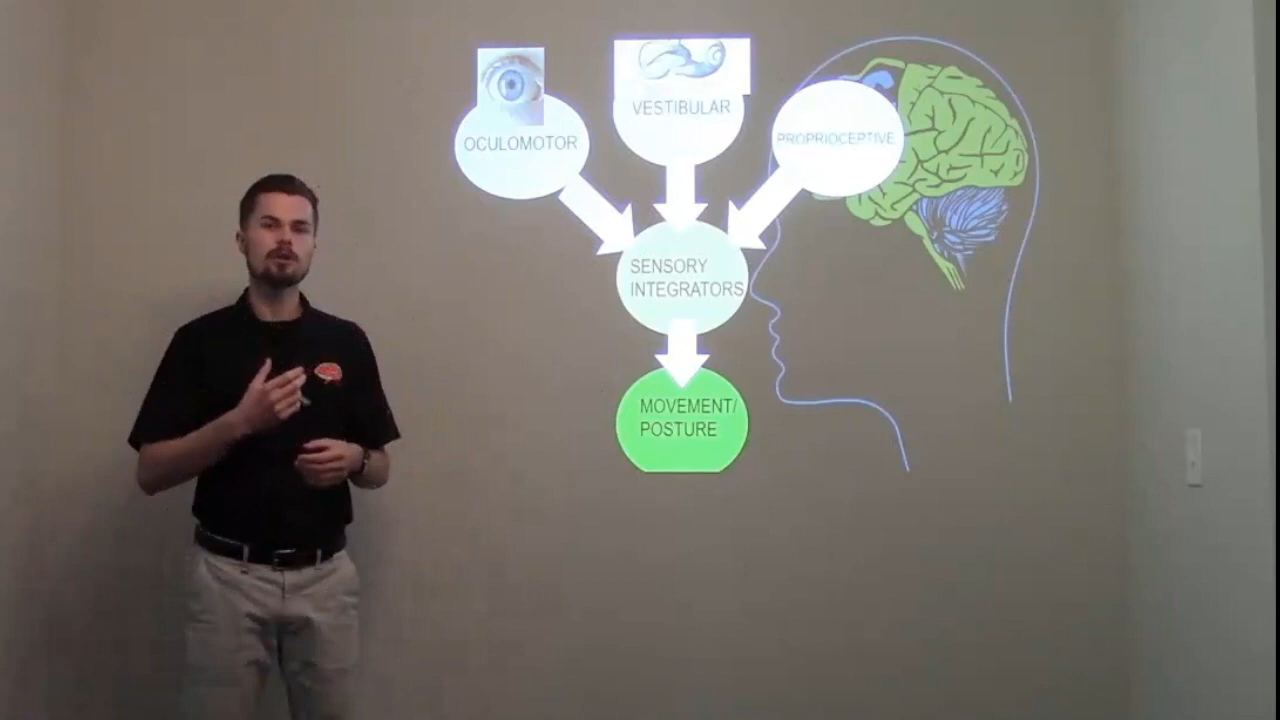 OCULOMOTOR
VESTIBULAR
PROPRIOCEPTIVE
SENSORY
INTEGRATORS
MOVEMENT/
POSTURE